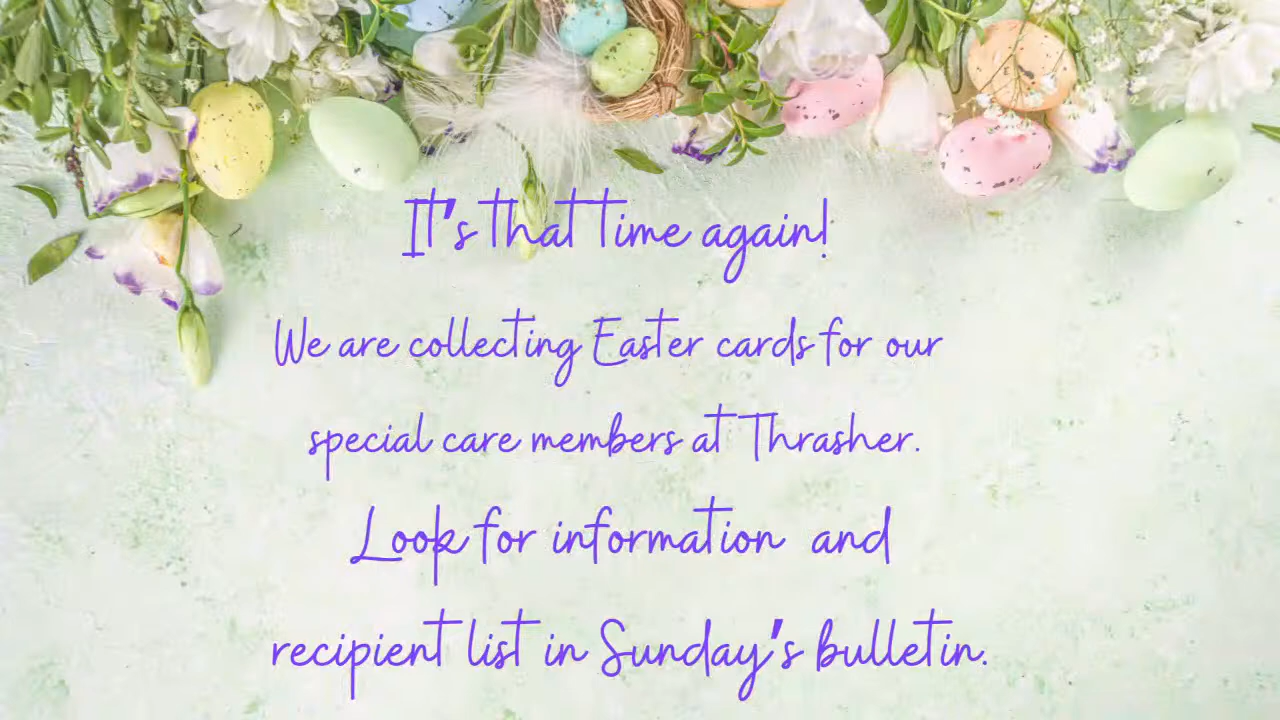 It's that time again!
We are collecting Easter cards for our
special care members at Thrasher.
Look for information and
recipient list in Sunday's bulletin.